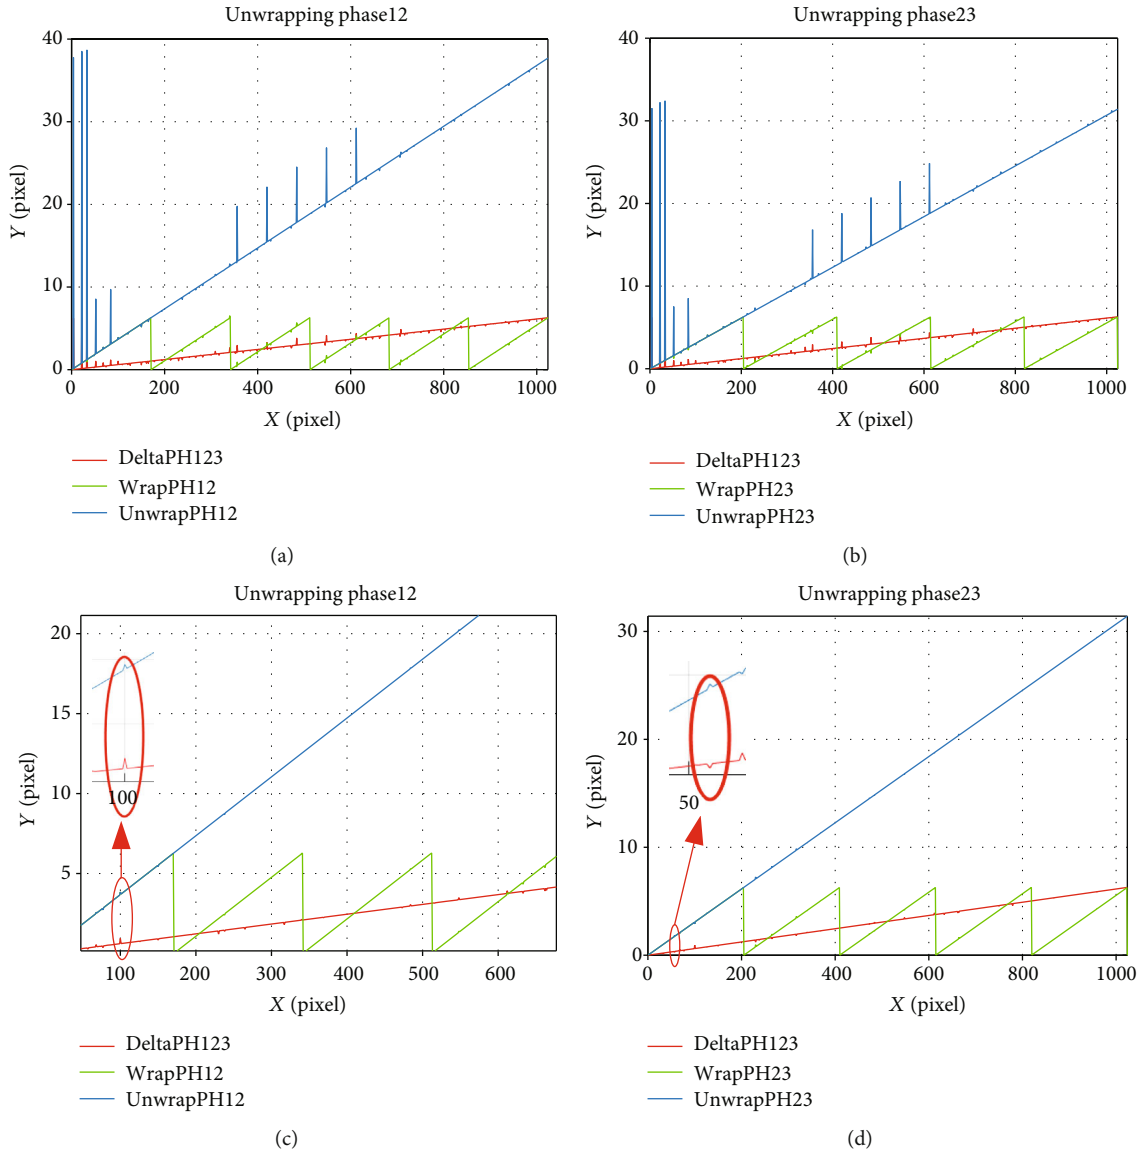 Unwrapping phase12
40
30
20
10
0
Y (pixel)
0 200 400 600 800 1000
X (pixel)
DeltaPH123
WrapPH12
UnwrapPH12
(a)
Unwrapping phase23
40
30
20
10
0
Y (pixel)
0 200 400 600 800 1000
X (pixel)
DeltaPH123
WrapPH23
UnwrapPH23
(b)
Unwrapping phase12
20
15
10
5
Y (pixel)
100
100 200 300 400 500 600
X (pixel)
DeltaPH123
WrapPH12
UnwrapPH12
(c)
Unwrapping phase23
30
20
10
0
Y (pixel)
50
0 200 400 600 800 1000
X (pixel)
DeltaPH123
WrapPH23
UnwrapPH23
(d)